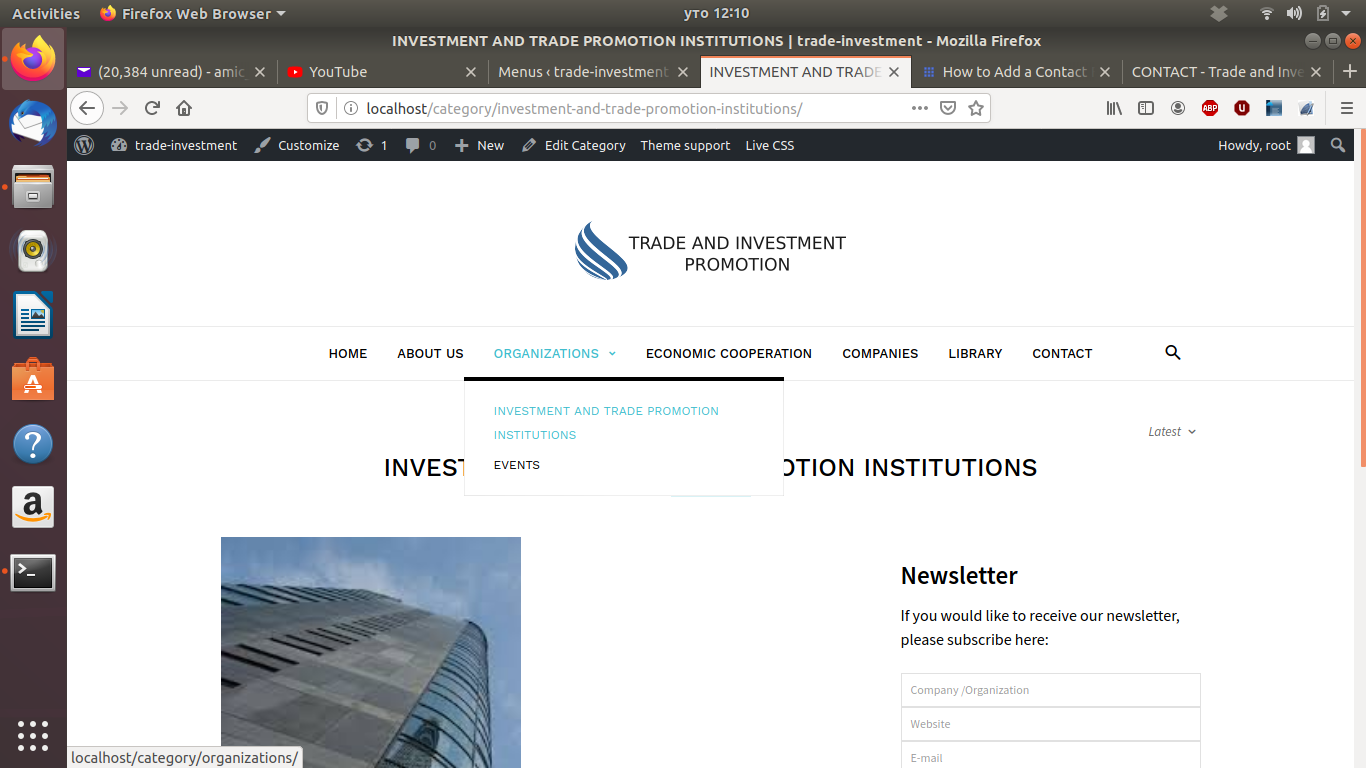 Activities
Firefox Web Browser
уто 12:10
INVESTMENT AND TRADE PROMOTION INSTITUTIONS | trade-investment - Mozilla Firefox
(20,384 unread) - amic
YouTube
Menus ‹ trade-investment
INVESTMENT AND TRADE
How to Add a Contact
CONTACT - Trade and Inve
localhost/category/investment-and-trade-promotion-institutions/
ABP
trade-investment
Customize
1
0
New
Edit Category
Theme support
Live CSS
Howdy, root
TRADE AND INVESTMENT
PROMOTION
HOME
ABOUT US
ORGANIZATIONS
ECONOMIC COOPERATION
COMPANIES
LIBRARY
CONTACT
INVESTMENT AND TRADE PROMOTION
INSTITUTIONS
EVENTS
Latest
INVEST OTION INSTITUTIONS
Newsletter
If you would like to receive our newsletter,
please subscribe here:
Company /Organization
Website
E-mail
localhost/category/organizations/